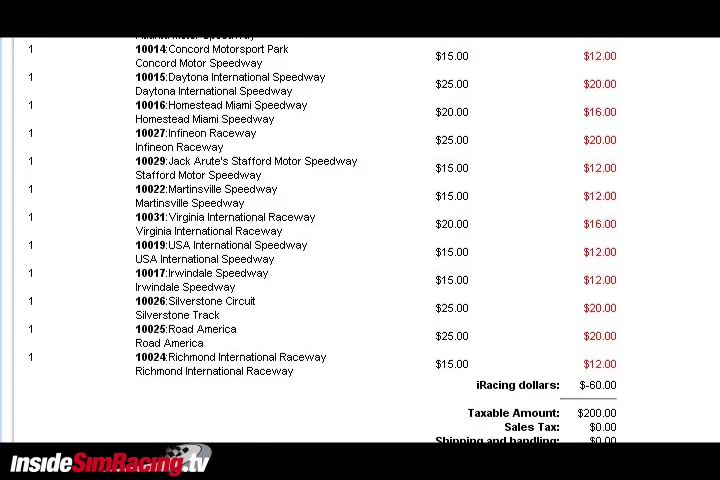 1 10014:Concord Motorsport Park
Concord Motor Speedway $15.00 $12.00
1 10015:Daytona International Speedway
Daytona International Speedway $25.00 $20.00
1 10016:Homestead Miami Speedway
Homestead Miami Speedway $20.00 $16.00
1 10027:Infineon Raceway
Infineon Raceway $25.00 $20.00
1 10029:Jack Arute's Stafford Motor Speedway
Stafford Motor Speedway $15.00 $12.00
1 10022:Martinsville Speedway
Martinsville Speedway $15.00 $12.00
1 10031:Virginia International Raceway
Virginia International Raceway $20.00 $16.00
1 10019:USA International Speedway
USA International Speedway $15.00 $12.00
1 10017:Irwindale Speedway
Irwindale Speedway $15.00 $12.00
1 10026:Silverstone Circuit
Silverstone Track $25.00 $20.00
1 10025:Road America
Road America $25.00 $20.00
1 10024:Richmond International Raceway
Richmond International Raceway $15.00 $12.00
iRacing dollars: $-60.00
Taxable Amount: $200.00
Sales Tax: $0.00
Shipping and handling: $0.00
InsideSimRacing.tv